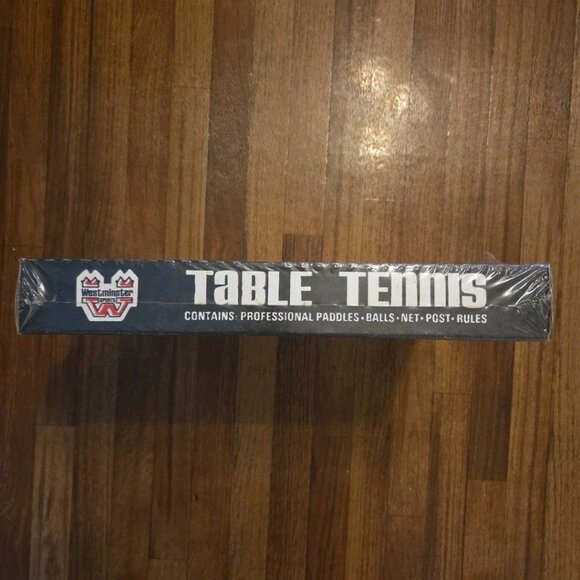 Westminster
SPORTS
W
TaBLE TENNIS
CONTAINS: PROFESSIONAL PADDLES • BALLS • NET • POST • RULES